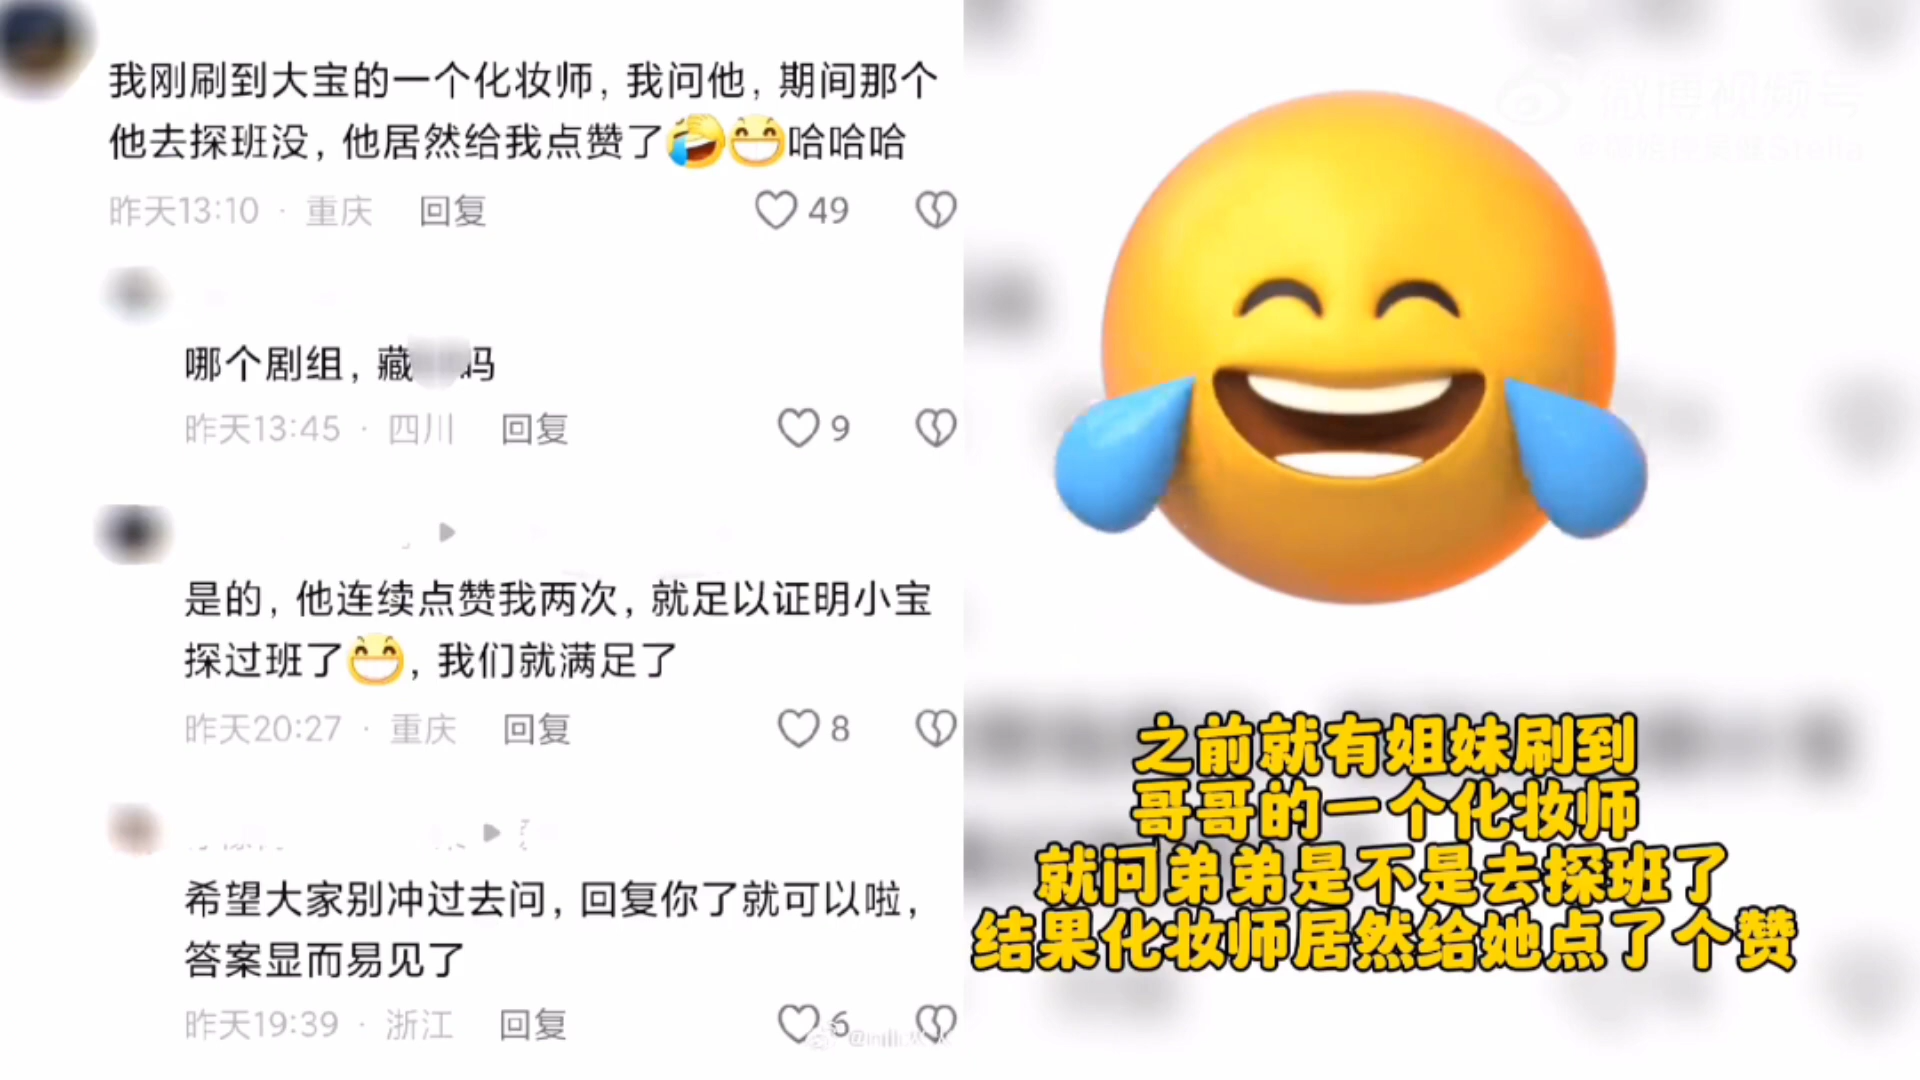 我刚刷到大宝的一个化妆师，我问他，期间那个
他去探班没，他居然给我点赞了🤣😁哈哈哈
昨天13:10 · 重庆 回复
49
哪个剧组，藏 吗
昨天13:45 · 四川 回复
9
是的，他连续点赞我两次，就足以证明小宝
探过班了😁，我们就满足了
昨天20:27 · 重庆 回复
8
希望大家别冲过去问，回复你了就可以啦，
答案显而易见了
昨天19:39 · 浙江 回复
6
微博视频号
之前就有姐妹刷到
哥哥的一个化妆师
就问弟弟是不是去探班了
结果化妆师居然给她点了个赞